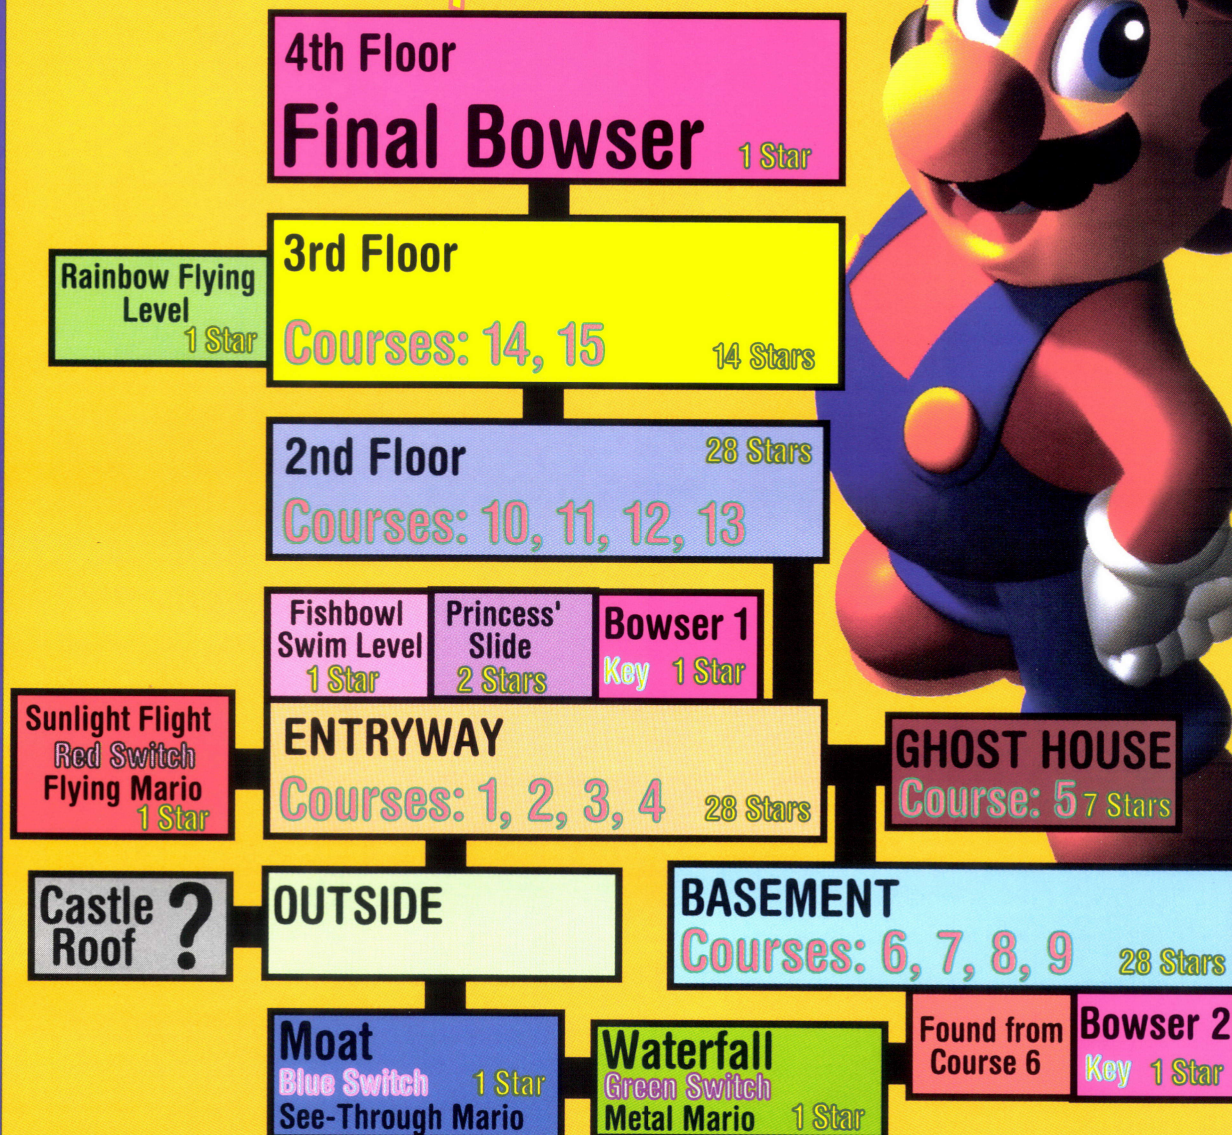 4th Floor
Final Bowser 1 Star
3rd Floor
Courses: 14, 15 14 Stars
Rainbow Flying
Level
1 Star
2nd Floor 28 Stars
Courses: 10, 11, 12, 13
Fishbowl
Swim Level
1 Star
Princess'
Slide
2 Stars
Bowser 1
Key 1 Star
Sunlight Flight
Red Switch
Flying Mario
1 Star
ENTRYWAY
Courses: 1, 2, 3, 4 28 Stars
GHOST HOUSE
Course: 5 7 Stars
Castle
Roof ?
OUTSIDE
BASEMENT
Courses: 6, 7, 8, 9 28 Stars
Moat
Blue Switch 1 Star
See-Through Mario
Waterfall
Green Switch
Metal Mario 1 Star
Found from
Course 6
Bowser 2
Key 1 Star